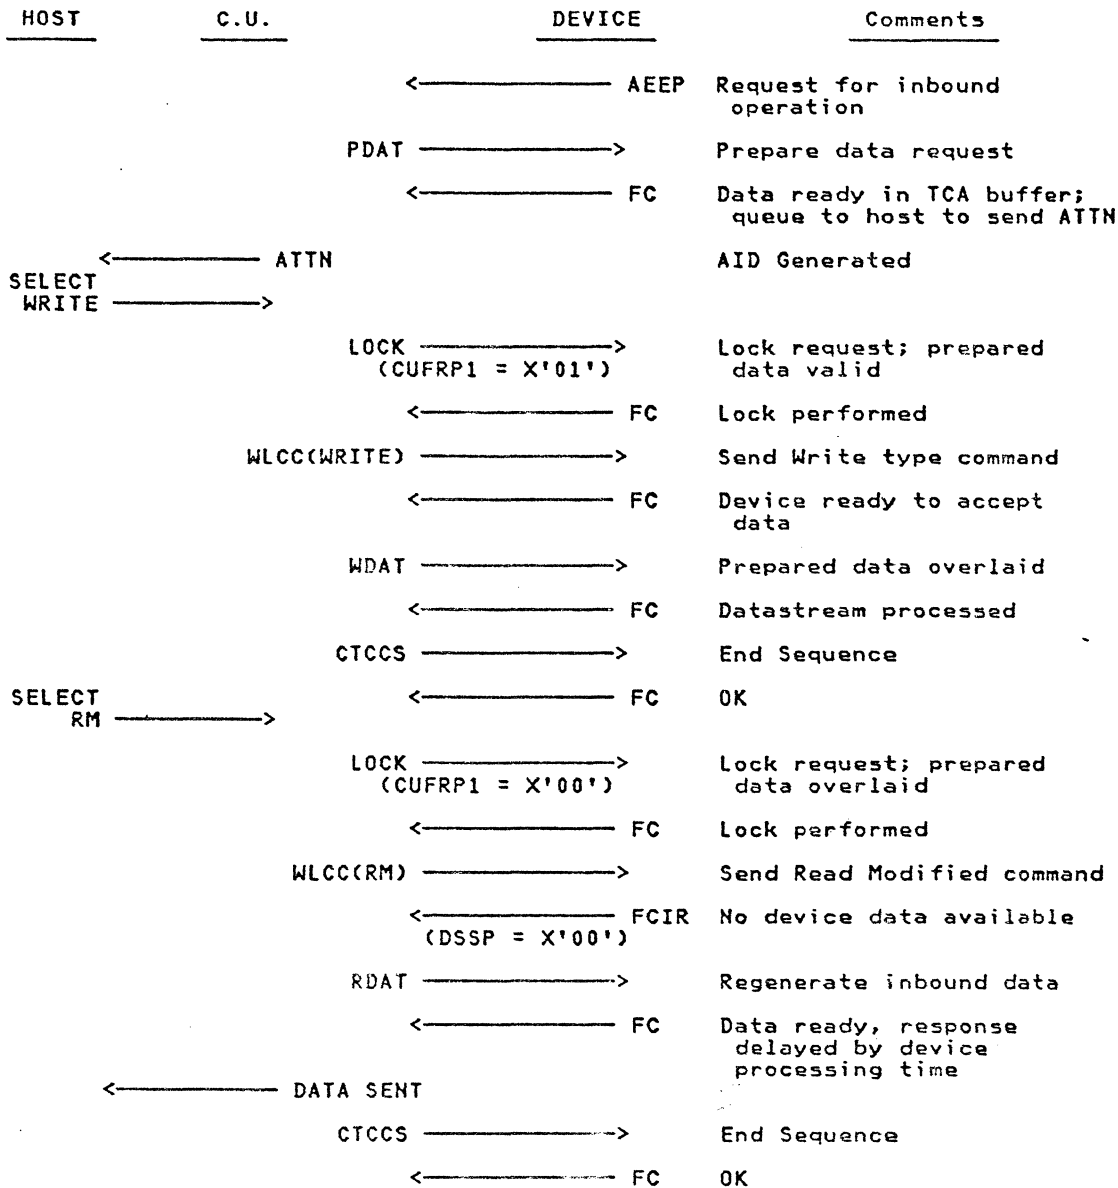 HOST C.U. DEVICE Comments
<---------- AEEP Request for inbound
operation
PDAT ----------> Prepare data request
<---------- FC Data ready in TCA buffer;
queue to host to send ATTN
<---------- ATTN AID Generated
SELECT
WRITE ---------->
LOCK ----------> Lock request; prepared
(CUFRP1 = X'01') data valid
<---------- FC Lock performed
WLCC(WRITE) ----------> Send Write type command
<---------- FC Device ready to accept
data
WDAT ----------> Prepared data overlaid
<---------- FC Datastream processed
CTCCS ----------> End Sequence
SELECT <---------- FC OK
RM ---------->
LOCK ----------> Lock request; prepared
(CUFRP1 = X'00') data overlaid
<---------- FC Lock performed
WLCC(RM) ----------> Send Read Modified command
<---------- FCIR No device data available
(DSSP = X'00')
RDAT ----------> Regenerate inbound data
<---------- FC Data ready, response
delayed by device
processing time
<---------- DATA SENT
CTCCS ----------> End Sequence
<---------- FC OK